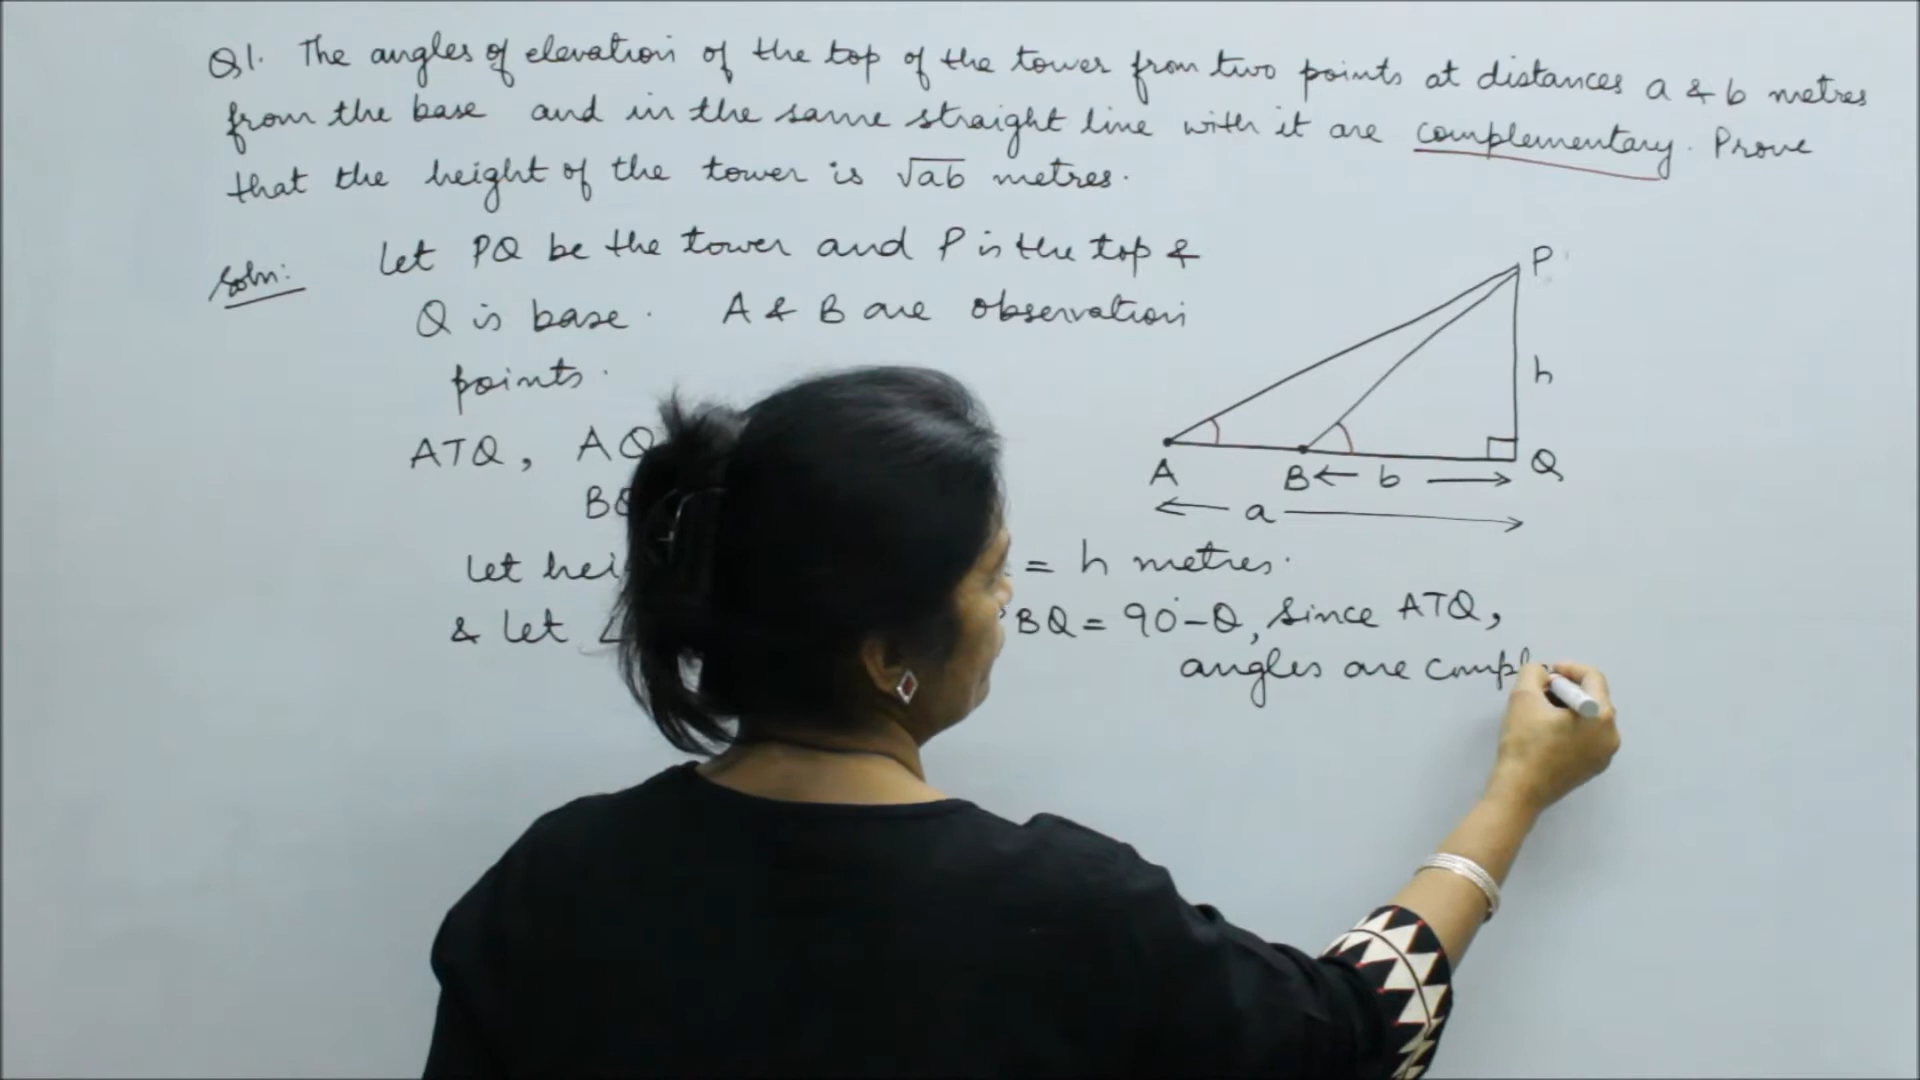 Q1. The angles of elevation of the top of the tower from two points at distances a & b metres
from the base and in the same straight line with it are complementary. Prove
that the height of the tower is √ab metres.
Soln: Let PQ be the tower and P is the top &
Q is base. A & B are observation
points.
ATQ, AQ
B
Let hei = h metres.
& let ∠ BQ = 90°-θ, since ATQ,
angles are comp
P
h
A B ← b → Q
← a →